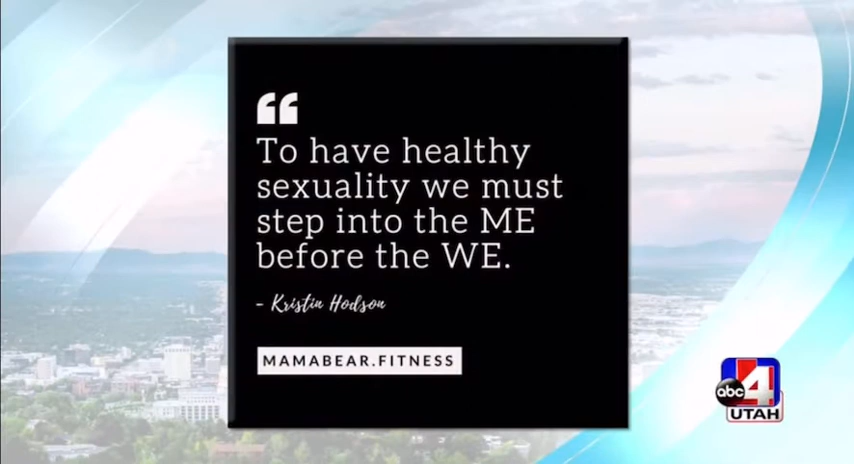 “
To have healthy
sexuality we must
step into the ME
before the WE.
- Kristin Hodson
MAMABEAR.FITNESS
abc 4
UTAH